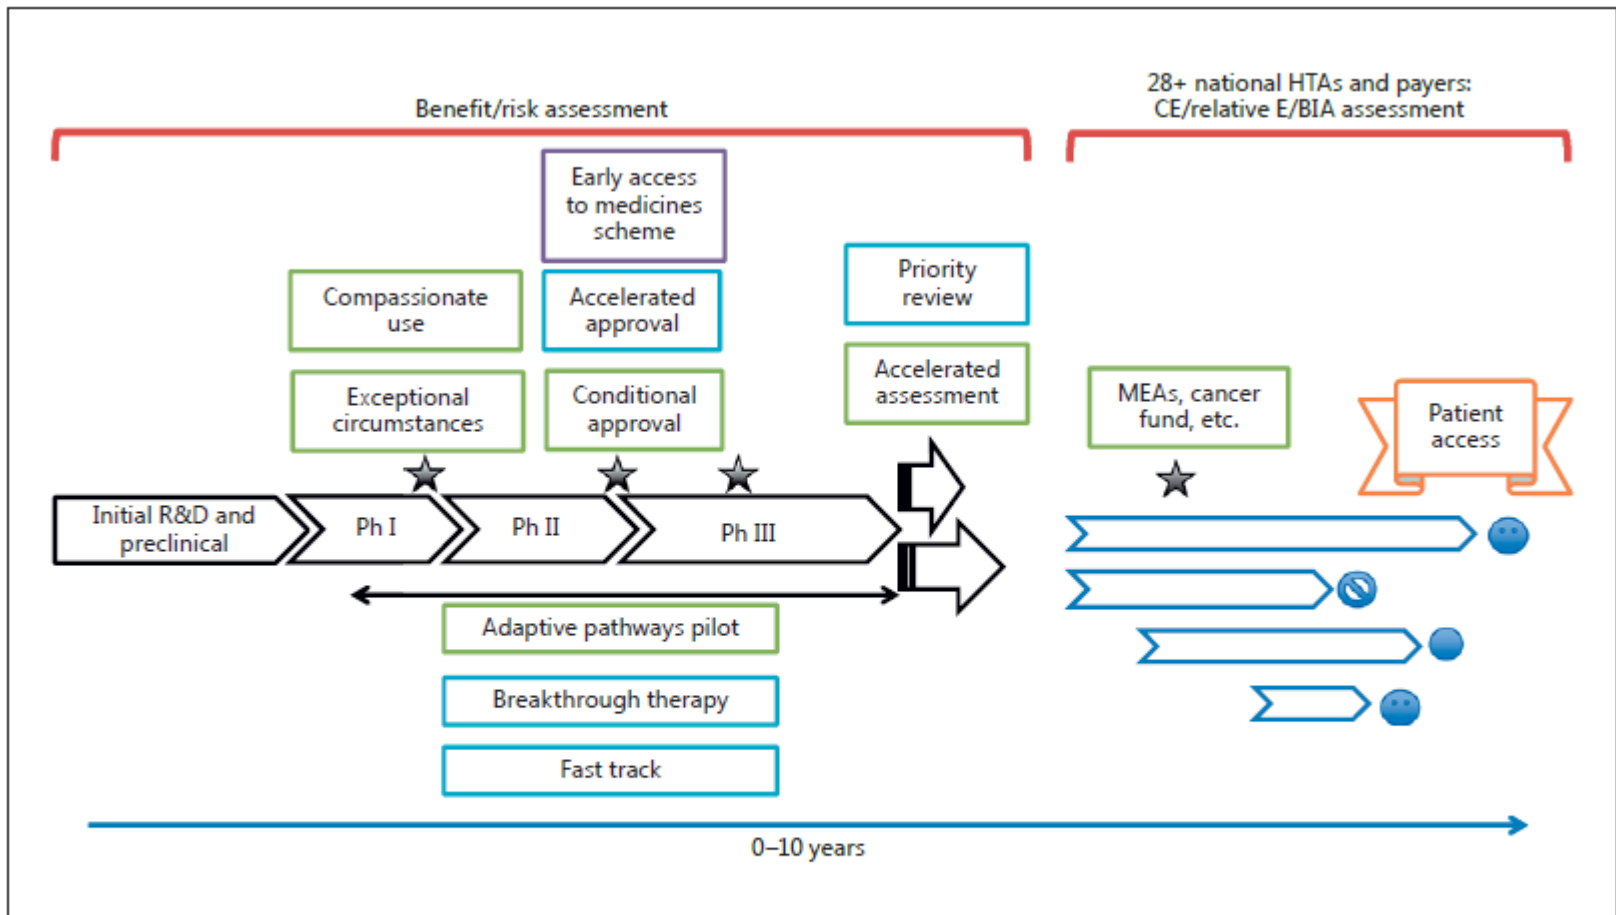 Benefit/risk assessment
28+ national HTAs and payers:
CE/relative E/BIA assessment
Early access
to medicines
scheme
Compassionate
use
Accelerated
approval
Priority
review
Exceptional
circumstances
Conditional
approval
Accelerated
assessment
MEAs, cancer
fund, etc.
Patient
access
Initial R&D and
preclinical
Ph I
Ph II
Ph III
Adaptive pathways pilot
Breakthrough therapy
Fast track
0–10 years